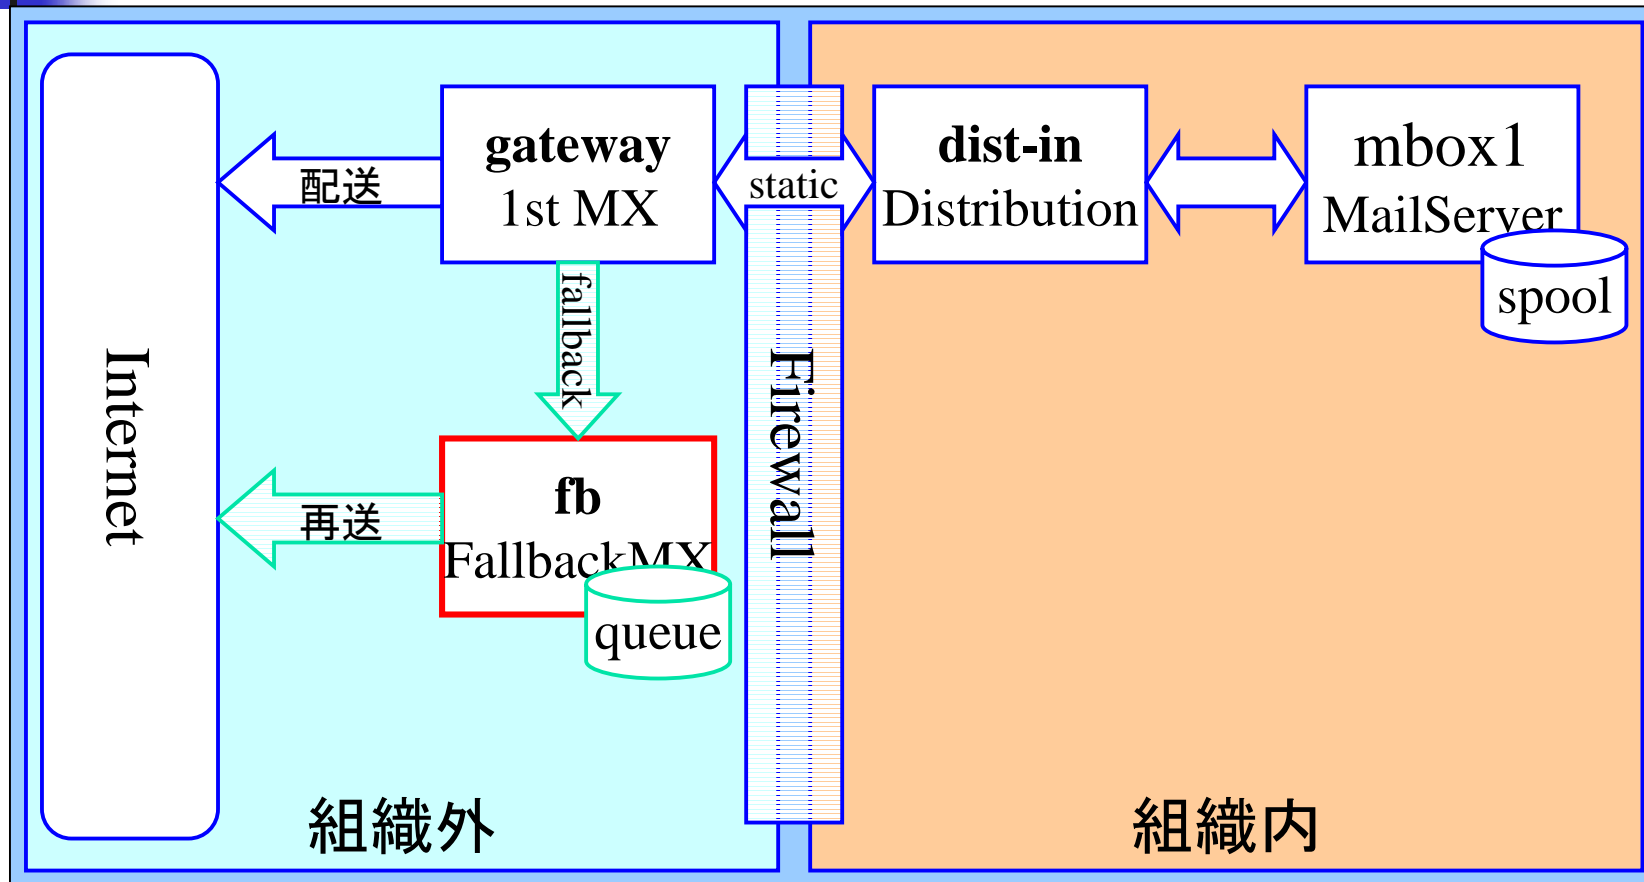 Internet
配送
gateway
1st MX
static
dist-in
Distribution
mbox1
MailServer
spool
fallback
Firewall
再送
fb
FallbackMX
queue
組織外
組織内